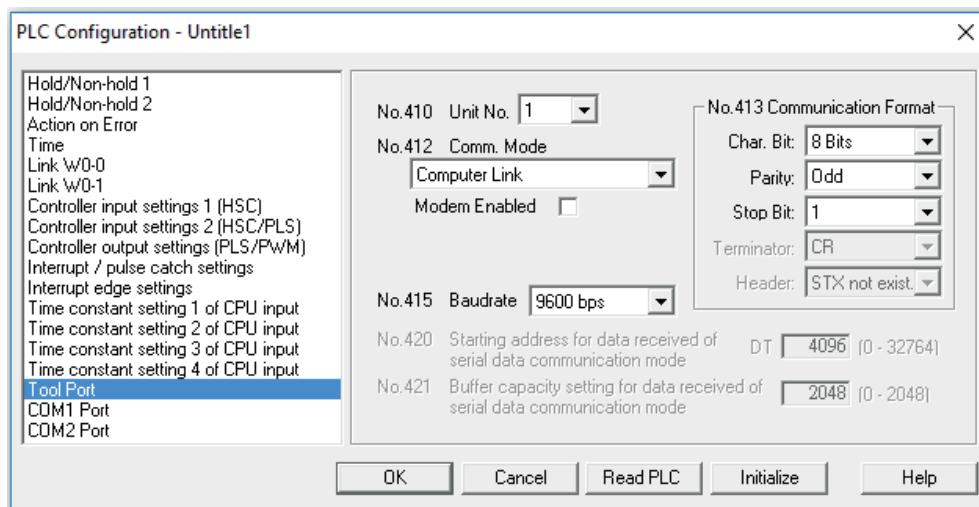 PLC Configuration - Untitle1
Hold/Non-hold 1
Hold/Non-hold 2
Action on Error
Time
Link W0-0
Link W0-1
Controller input settings 1 (HSC)
Controller input settings 2 (HSC/PLS)
Controller output settings (PLS/PWM)
Interrupt / pulse catch settings
Interrupt edge settings
Time constant setting 1 of CPU input
Time constant setting 2 of CPU input
Time constant setting 3 of CPU input
Time constant setting 4 of CPU input
Tool Port
COM1 Port
COM2 Port
No.410 Unit No. 1
No.412 Comm. Mode
Computer Link
Modem Enabled
No.413 Communication Format
Char. Bit: 8 Bits
Parity: Odd
Stop Bit: 1
Terminator: CR
Header: STX not exist.
No.415 Baudrate 9600 bps
No.420 Starting address for data received of
serial data communication mode
DT 4096 (0 - 32764)
No.421 Buffer capacity setting for data received of
serial data communication mode
2048 (0 - 2048)
OK Cancel Read PLC Initialize Help